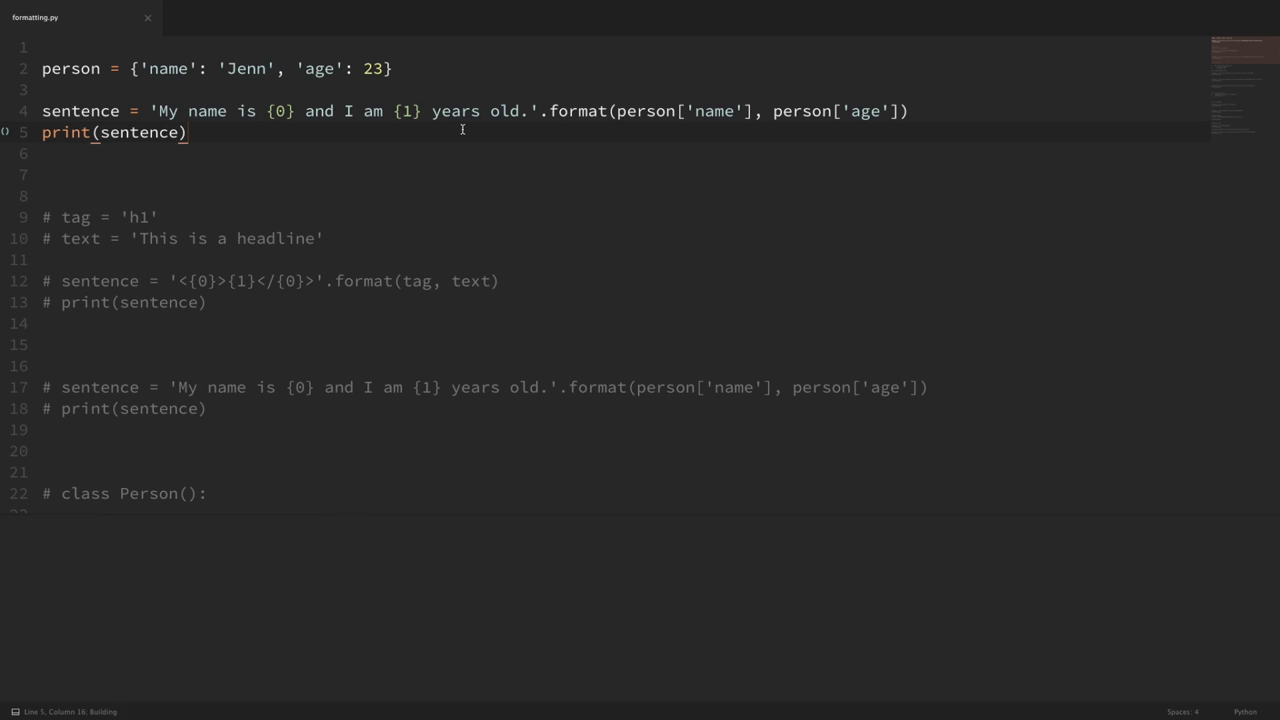 formatting.py ×
1
2 person = {'name': 'Jenn', 'age': 23}
3
4 sentence = 'My name is {0} and I am {1} years old.'.format(person['name'], person['age'])
() 5 print(sentence)
6
7
8
9 # tag = 'h1'
10 # text = 'This is a headline'
11
12 # sentence = '<{0}>{1}</{0}>'.format(tag, text)
13 # print(sentence)
14
15
16
17 # sentence = 'My name is {0} and I am {1} years old.'.format(person['name'], person['age'])
18 # print(sentence)
19
20
21
22 # class Person():
Line 5, Column 16: Building Spaces: 4 Python